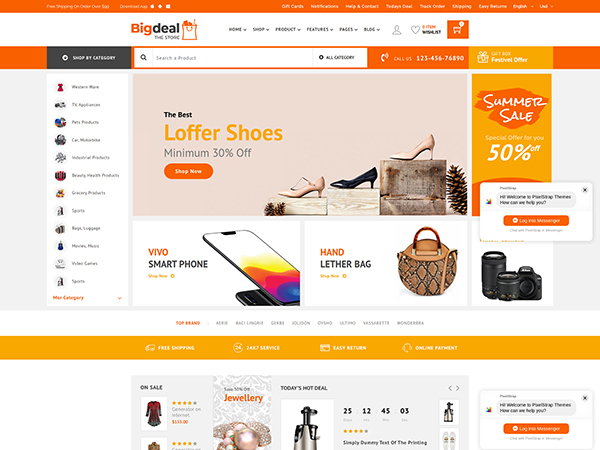 Free Shipping On Order Over $99
Download App
Gift Cards
Notifications
Help & Contact
Todays Deal
Track Order
Shipping
Easy Returns
English
Usd
Bigdeal
THE STORE
HOME
SHOP
PRODUCT
FEATURES
PAGES
BLOG
0 ITEM
WISHLIST
SHOP BY CATEGORY
Search a Product
ALL CATEGORY
CALL US 123-456-76890
GIFT BOX
Festivel Offer
Western Ware
TV, Appliances
Pets Products
Car, Motorbike
Industrial Products
Beauty, Health Products
Grocery Products
Sports
Bags, Luggage
Movies, Music
Video Games
Sports
Mor Category
The Best
Loffer Shoes
Minimum 30% Off
Shop Now
SUMMER
SALE
Special Offer for you
50% off
VIVO
SMART PHONE
Shop Now
HAND
LETHER BAG
Shop Now
PixelStrap
Hi! Welcome to PixelStrap Themes
How can we help you?
Log into Messenger
Chat with PixelStrap in Messenger
TOP BRAND
AERIE
BACI LINGRIE
GERBE
JOLIDON
OYSHO
ULTIMO
VASSARETTE
WONDERBRA
FREE SHIPPING
24X7 SERVICE
EASY RETURN
ONLINE PAYMENT
ON SALE
Generator on
Internet
$153.00
Generator on
Save 50% Off
Jewellery
TODAY'S HOT DEAL
25
12
45
03
Days
Hrs
Min
Sec
Simply Dummy Text Of The Printing
PixelStrap
Hi! Welcome to PixelStrap Themes
How can we help you?
Log into Messenger
Chat with PixelStrap in Messenger